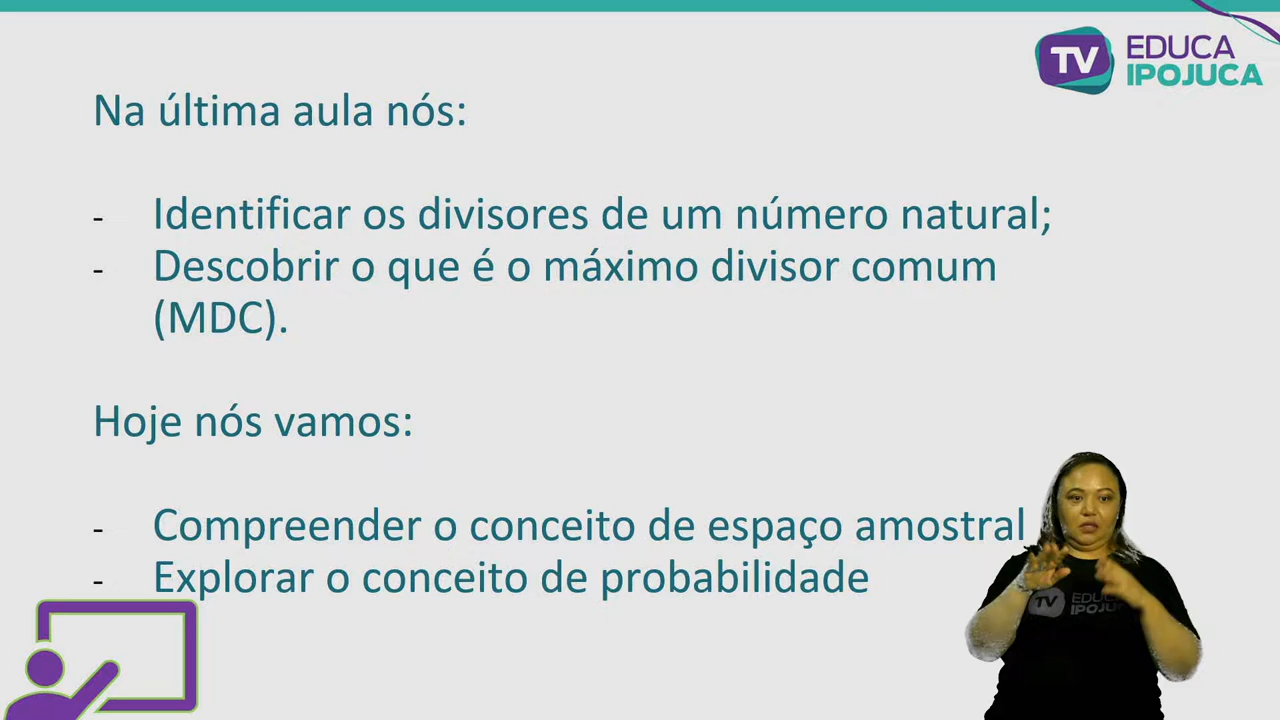 TV EDUCA
IPOJUCA
Na última aula nós:
- Identificar os divisores de um número natural;
- Descobrir o que é o máximo divisor comum
(MDC).
Hoje nós vamos:
- Compreender o conceito de espaço amostral
- Explorar o conceito de probabilidade
TV